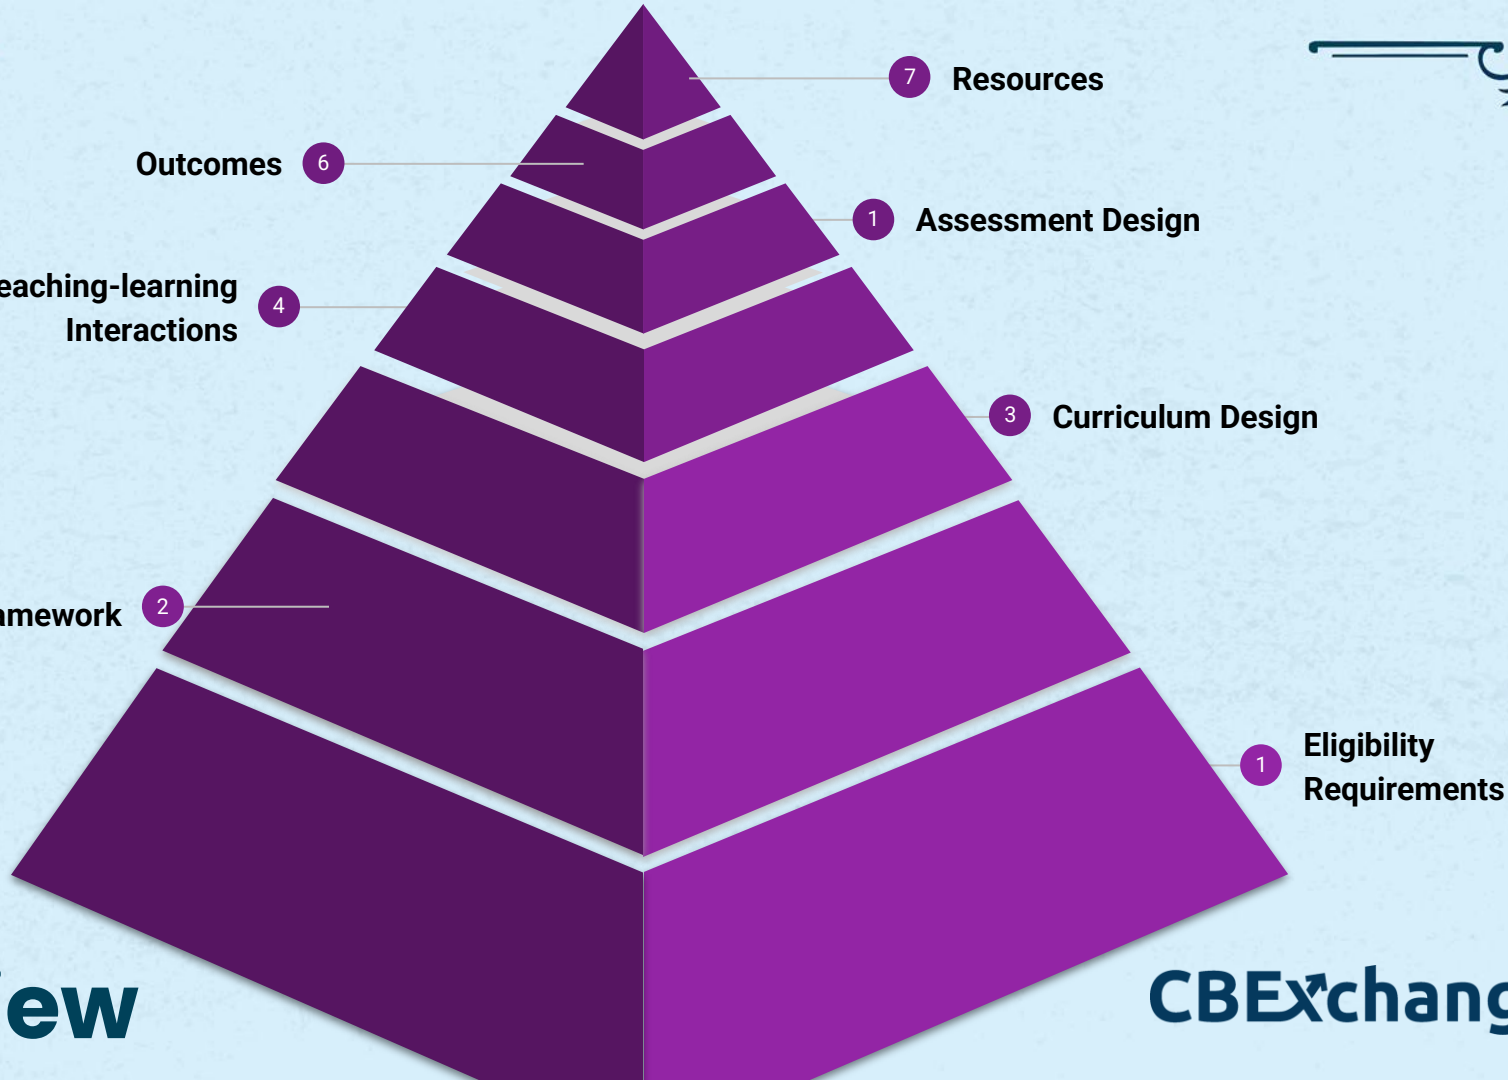 7 Resources
Outcomes 6
1 Assessment Design
eaching-learning
Interactions 4
3 Curriculum Design
amework 2
1 Eligibility
Requirements
ew
CBExchang